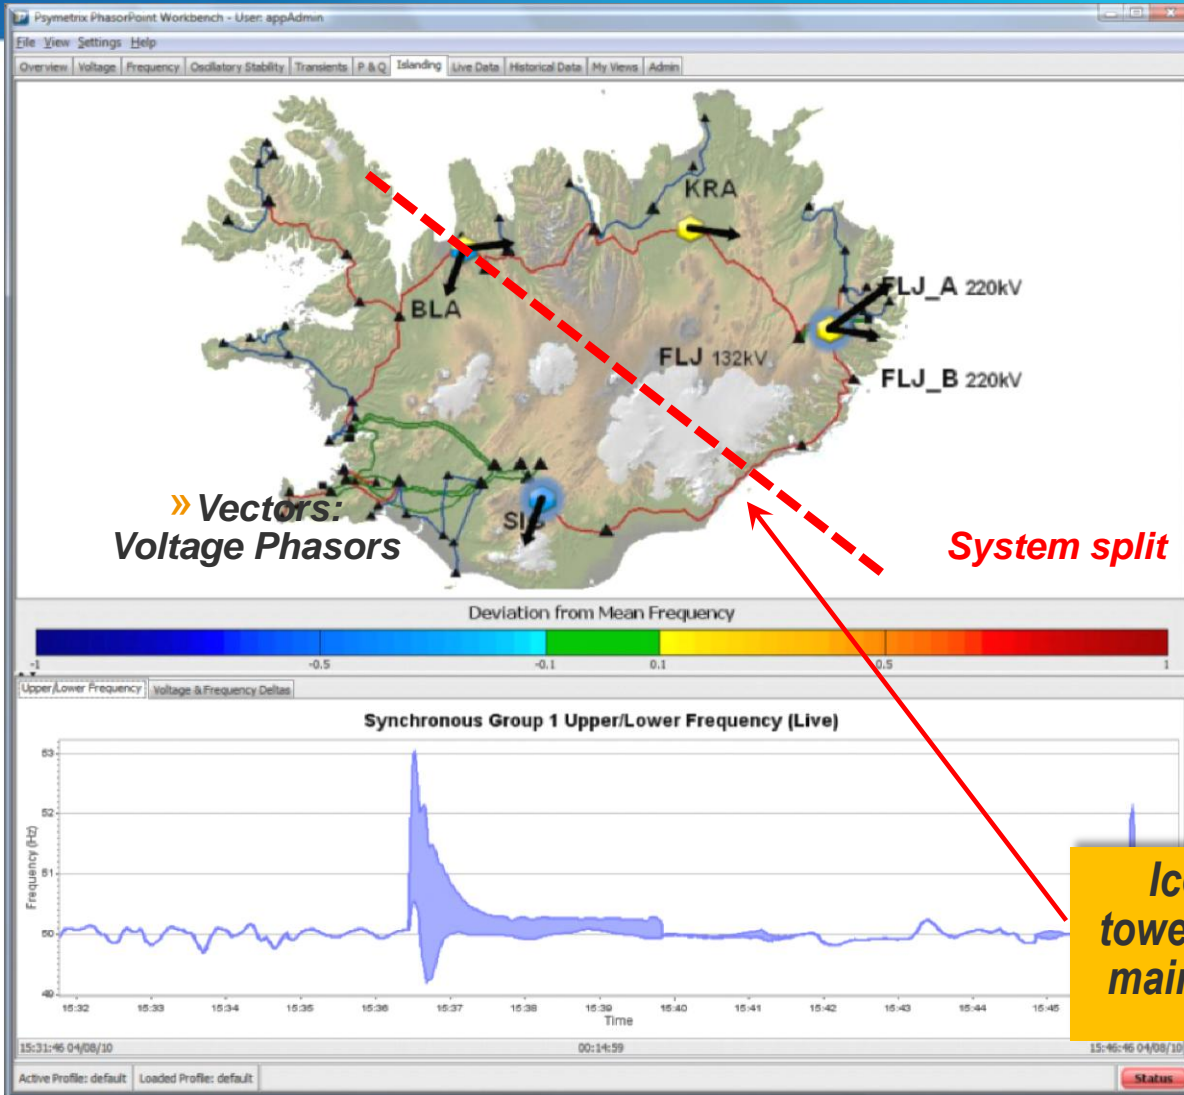 Psymetrix PhasorPoint Workbench - User: appAdmin
File View Settings Help
Overview Voltage Frequency Oscillatory Stability Transients P & Q Islanding Live Data Historical Data My Views Admin
KRA
FLJ_A 220kV
BLA
FLJ 132kV
FLJ_B 220kV
» Vectors:
Voltage Phasors
System split
Deviation from Mean Frequency
-1 -0.5 -0.1 0.1 0.5 1
Upper/Lower Frequency Voltage & Frequency Deltas
Synchronous Group 1 Upper/Lower Frequency (Live)
Frequency (Hz)
53
52
51
50
49
15:32 15:33 15:34 15:35 15:36 15:37 15:38 15:39 15:40 15:41 15:42 15:43 15:44 15:45
Time
towe
main
15:31:46 04/08/10 00:14:59 15:46:46 04/08/10
Active Profile: default Loaded Profile: default Status